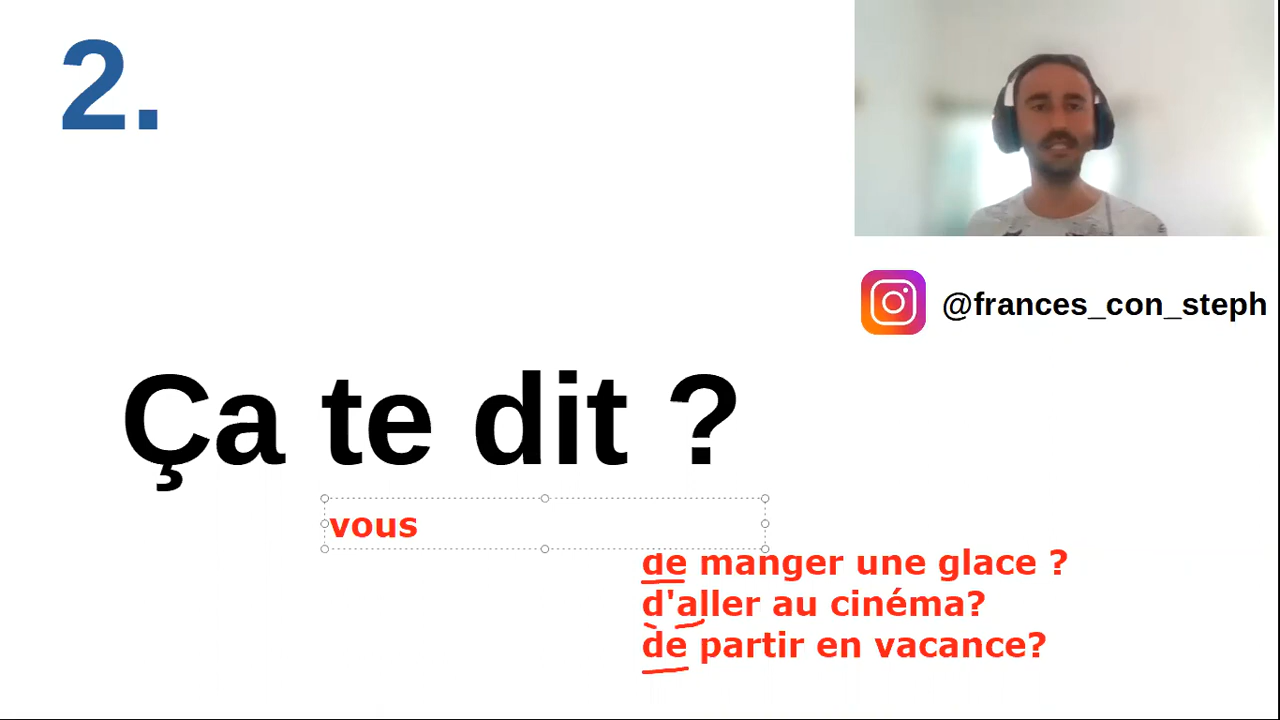 2.
@frances_con_steph
Ça te dit ?
vous
de manger une glace ?
d'aller au cinéma?
de partir en vacance?